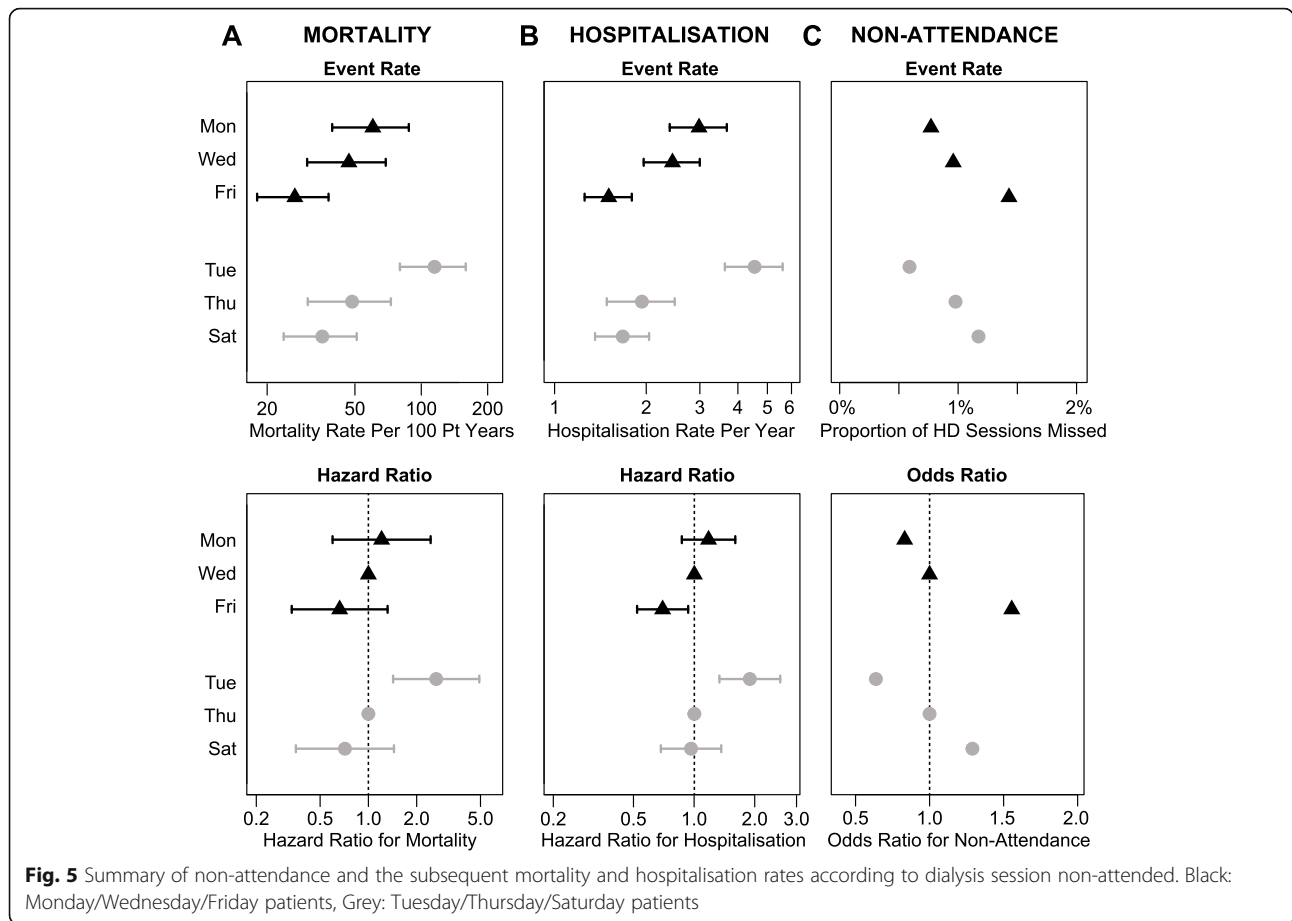 A MORTALITY B HOSPITALISATION C NON-ATTENDANCE
Event Rate Event Rate Event Rate
Mon
Wed
Fri
Tue
Thu
Sat
20 50 100 200 1 2 3 4 5 6 0% 1% 2%
Mortality Rate Per 100 Pt Years Hospitalisation Rate Per Year Proportion of HD Sessions Missed
Hazard Ratio Hazard Ratio Odds Ratio
Mon
Wed
Fri
Tue
Thu
Sat
0.2 0.5 1.0 2.0 5.0 0.2 0.5 1.0 2.0 3.0 0.5 1.0 1.5 2.0
Hazard Ratio for Mortality Hazard Ratio for Hospitalisation Odds Ratio for Non-Attendance
Fig. 5 Summary of non-attendance and the subsequent mortality and hospitalisation rates according to dialysis session non-attended. Black:
Monday/Wednesday/Friday patients, Grey: Tuesday/Thursday/Saturday patients